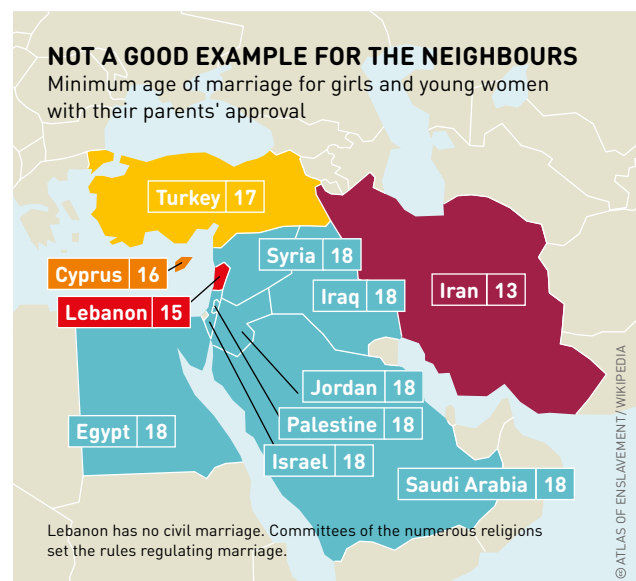 NOT A GOOD EXAMPLE FOR THE NEIGHBOURS
Minimum age of marriage for girls and young women
with their parents' approval
Turkey 17
Syria 18
Cyprus 16
Iraq 18
Iran 13
Lebanon 15
Jordan 18
Palestine 18
Egypt 18
Israel 18
Saudi Arabia 18
Lebanon has no civil marriage. Committees of the numerous religions
set the rules regulating marriage.
ATLAS OF ENSLAVEMENT/WIKIPEDIA